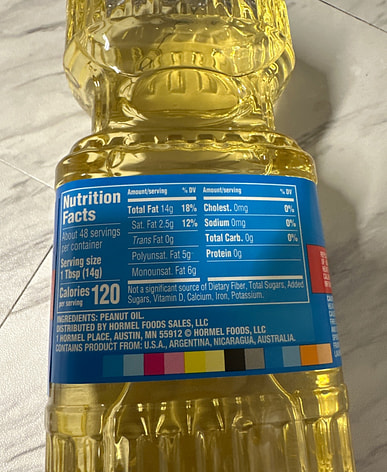 Nutrition
Facts
About 48 servings
per container
Serving size
1 Tbsp (14g)
Calories
per serving
120
Amount/serving % DV
Total Fat 14g 18%
Sat. Fat 2.5g 12%
Trans Fat 0g
Polyunsat. Fat 5g
Monounsat. Fat 6g
Amount/serving % DV
Cholest. 0mg 0%
Sodium 0mg 0%
Total Carb. 0g 0%
Protein 0g
Not a significant source of Dietary Fiber, Total Sugars, Added
Sugars, Vitamin D, Calcium, Iron, Potassium.
INGREDIENTS: PEANUT OIL.
DISTRIBUTED BY HORMEL FOODS SALES, LLC
1 HORMEL PLACE, AUSTIN, MN 55912 © HORMEL FOODS, LLC
CONTAINS PRODUCT FROM: U.S.A., ARGENTINA, NICARAGUA, AUSTRALIA.